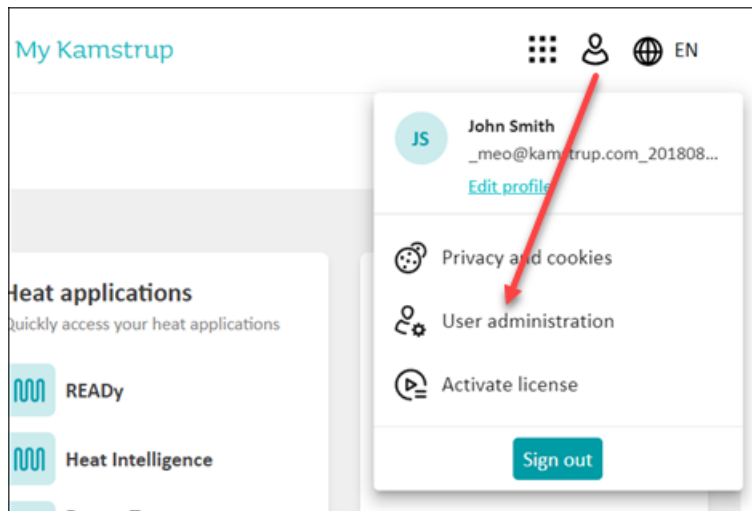 My Kamstrup
EN
JS
John Smith
_meo@kamstrup.com_201808...
Edit profile
Privacy and cookies
User administration
Activate license
Sign out
Heat applications
Quickly access your heat applications
READy
Heat Intelligence